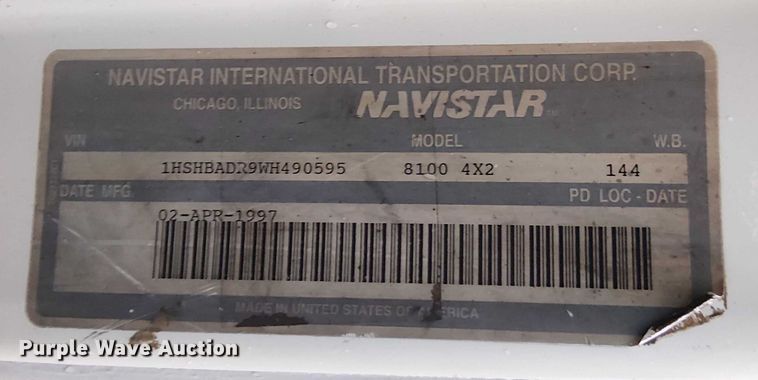 NAVISTAR INTERNATIONAL TRANSPORTATION CORP.
CHICAGO, ILLINOIS NAVISTAR
VIN MODEL W.B.
1HSHBADR9WH490595 8100 4X2 144
DATE MFG. PD LOC - DATE
02-APR-1997
MADE IN UNITED STATES OF AMERICA
Purple Wave Auction